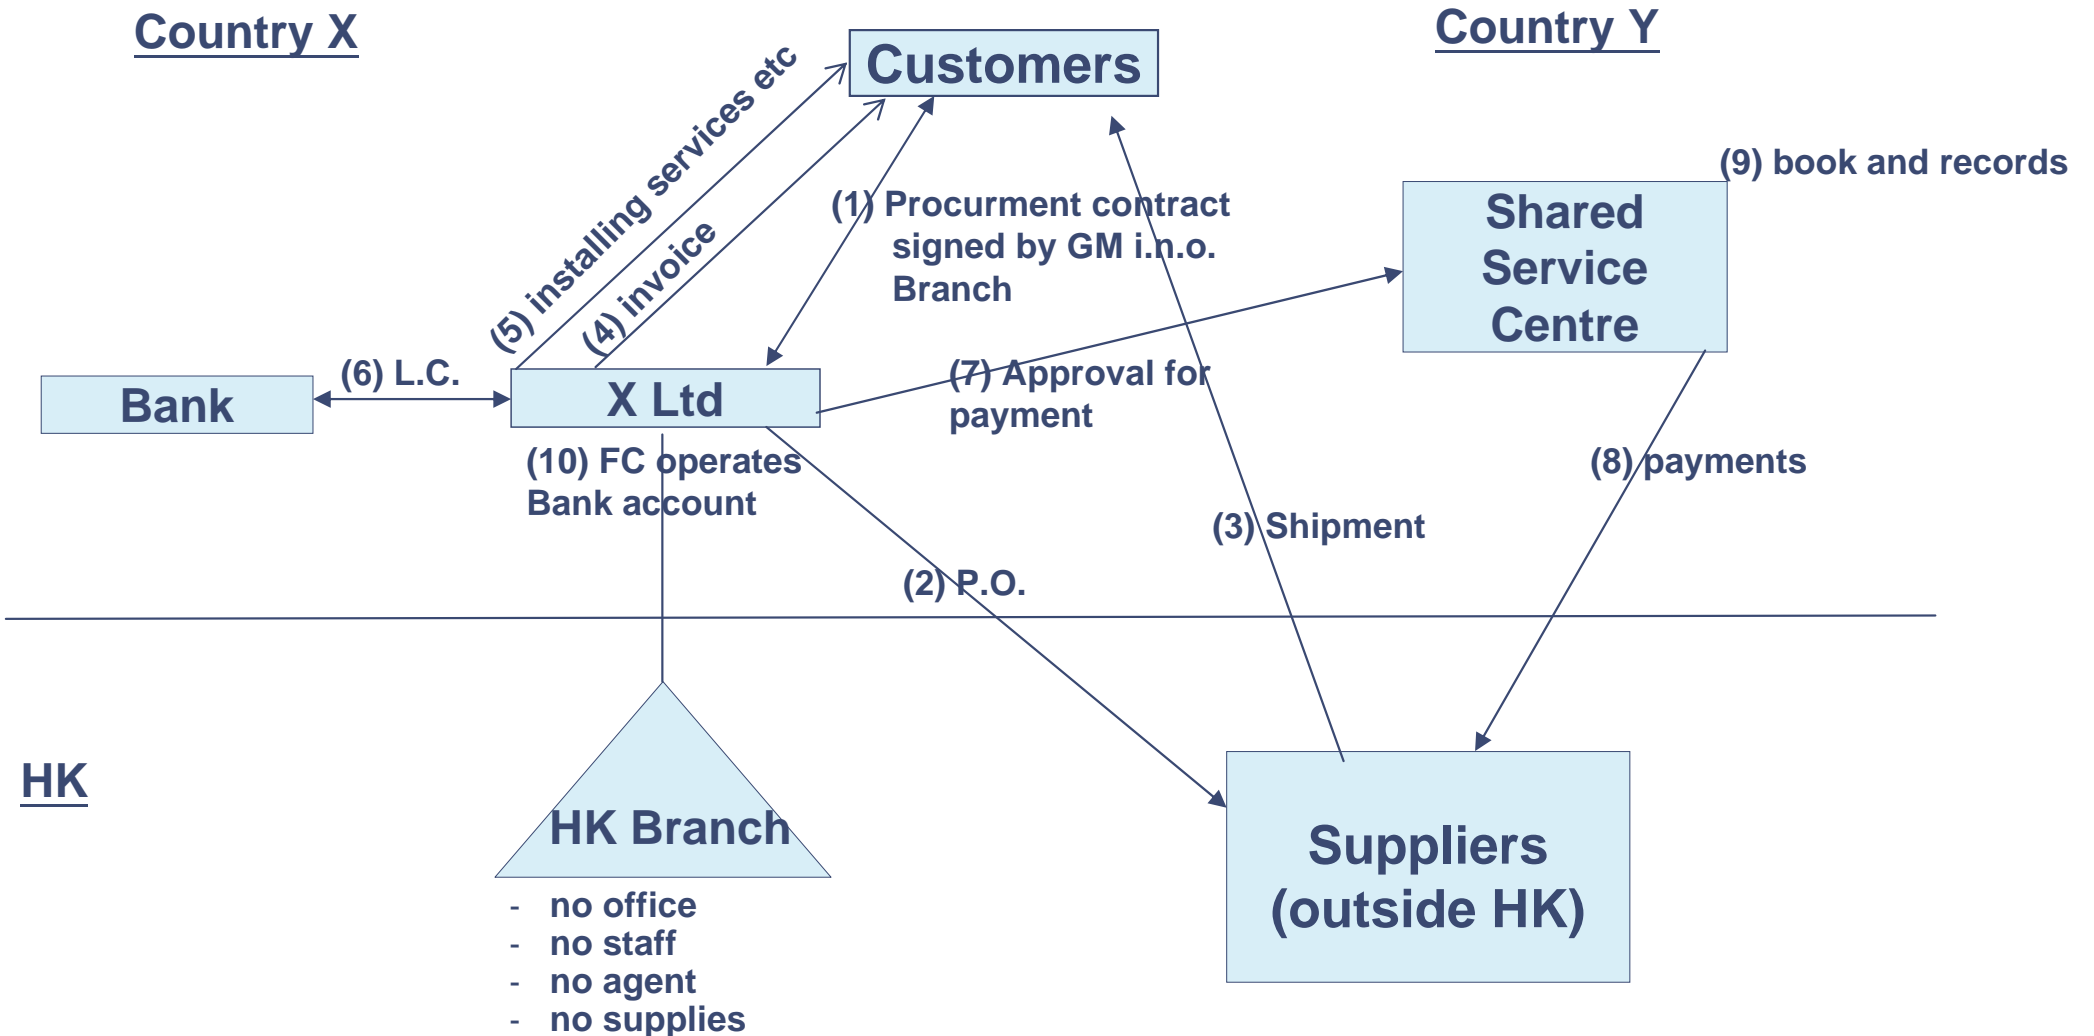 Country X
Customers
Country Y
(5) installing services etc
(4) invoice
(1) Procurment contract
signed by GM i.n.o.
Branch
(9) book and records
Shared
Service
Centre
Bank
(6) L.C.
X Ltd
(7) Approval for
payment
(10) FC operates
Bank account
(8) payments
(3) Shipment
(2) P.O.
HK
HK Branch
- no office
- no staff
- no agent
- no supplies
Suppliers
(outside HK)